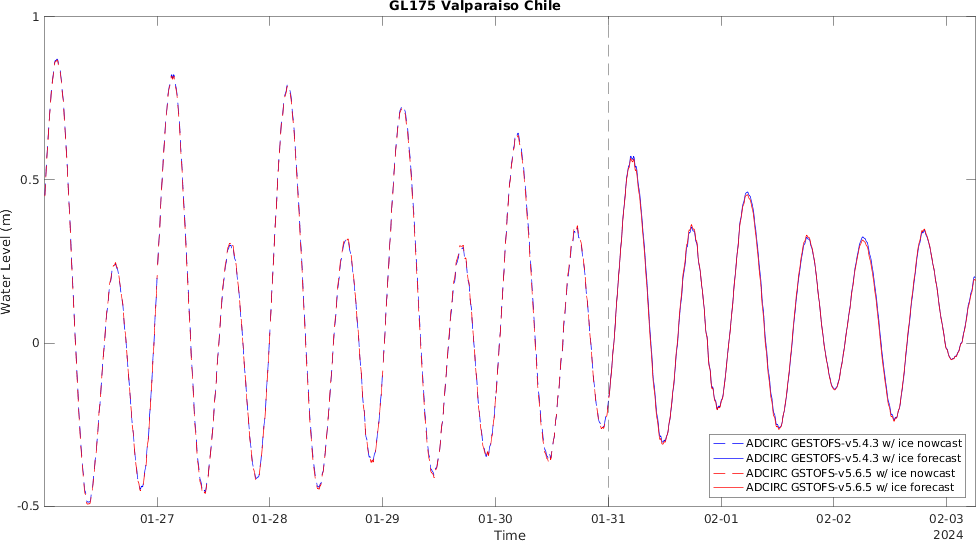 GL175 Valparaiso Chile
1
0.5
0
-0.5
Water Level (m)
01-27 01-28 01-29 01-30 01-31 02-01 02-02 02-03
Time
2024
ADCIRC GESTOFS-v5.4.3 w/ ice nowcast
ADCIRC GESTOFS-v5.4.3 w/ ice forecast
ADCIRC GSTOFS-v5.6.5 w/ ice nowcast
ADCIRC GSTOFS-v5.6.5 w/ ice forecast